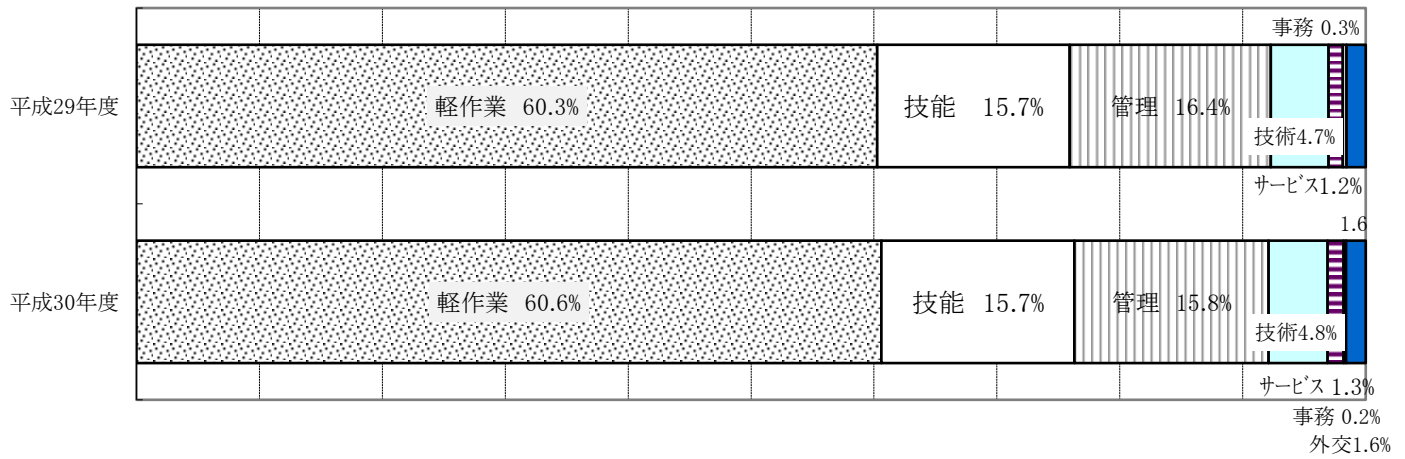 事務 0.3%
平成29年度
軽作業 60.3%
技能 15.7%
管理 16.4%
技術4.7%
サービス1.2%
1.6
平成30年度
軽作業 60.6%
技能 15.7%
管理 15.8%
技術4.8%
サービス 1.3%
事務 0.2%
外交1.6%